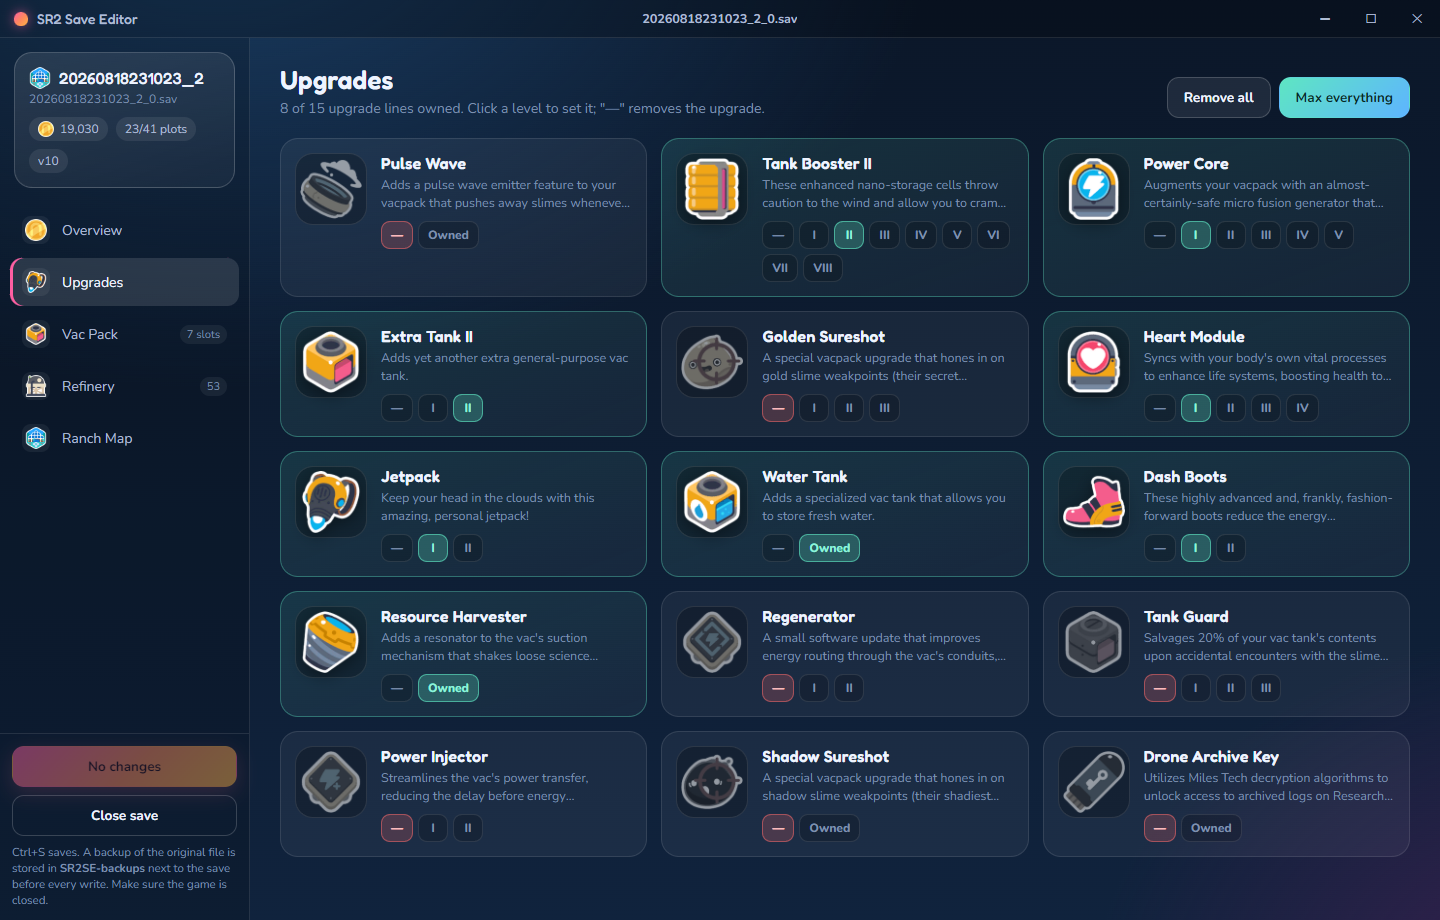 SR2 Save Editor
20260818231023_2_0.sav
20260818231023_2
20260818231023_2_0.sav
19,030
23/41 plots
v10
Overview
Upgrades
Vac Pack
7 slots
Refinery
53
Ranch Map
No changes
Close save
Ctrl+S saves. A backup of the original file is
stored in SR2SE-backups next to the save
before every write. Make sure the game is
closed.
Upgrades
8 of 15 upgrade lines owned. Click a level to set it; "—" removes the upgrade.
Remove all
Max everything
Pulse Wave
Adds a pulse wave emitter feature to your
vacpack that pushes away slimes wheneve...
— Owned
Tank Booster II
These enhanced nano-storage cells throw
caution to the wind and allow you to cram...
— I II III IV V VI
VII VIII
Power Core
Augments your vacpack with an almost-
certainly-safe micro fusion generator that...
— I II III IV V
Extra Tank II
Adds yet another extra general-purpose vac
tank.
— I II
Golden Sureshot
A special vacpack upgrade that hones in on
gold slime weakpoints (their secret...
— I II III
Heart Module
Syncs with your body's own vital processes
to enhance life systems, boosting health to...
— I II III IV
Jetpack
Keep your head in the clouds with this
amazing, personal jetpack!
— I II
Water Tank
Adds a specialized vac tank that allows you
to store fresh water.
— Owned
Dash Boots
These highly advanced and, frankly, fashion-
forward boots reduce the energy...
— I II
Resource Harvester
Adds a resonator to the vac's suction
mechanism that shakes loose science...
— Owned
Regenerator
A small software update that improves
energy routing through the vac's conduits,...
— I II
Tank Guard
Salvages 20% of your vac tank's contents
upon accidental encounters with the slime...
— I II III
Power Injector
Streamlines the vac's power transfer,
reducing the delay before energy...
— I II
Shadow Sureshot
A special vacpack upgrade that hones in on
shadow slime weakpoints (their shadiest...
— Owned
Drone Archive Key
Utilizes Miles Tech decryption algorithms to
unlock access to archived logs on Research...
— Owned